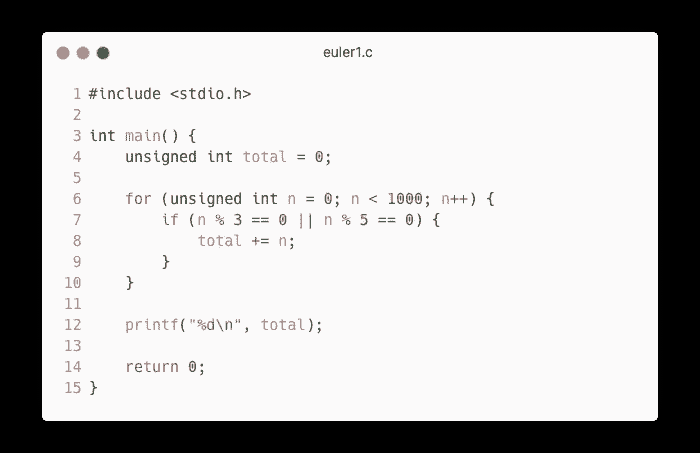 euler1.c
1 #include <stdio.h>
2
3 int main() {
4     unsigned int total = 0;
5
6     for (unsigned int n = 0; n < 1000; n++) {
7         if (n % 3 == 0 || n % 5 == 0) {
8             total += n;
9         }
10     }
11
12     printf("%d\n", total);
13
14     return 0;
15 }